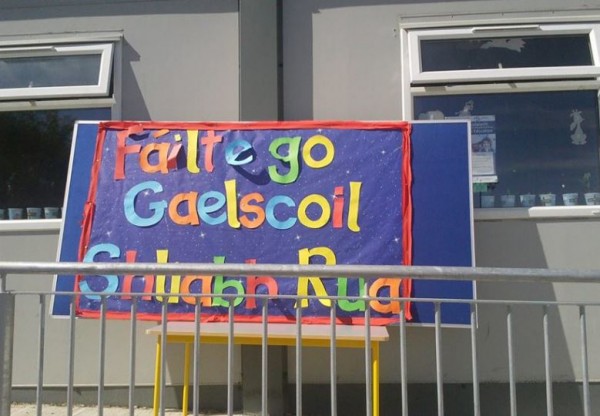 Fáilte go
Gaelscoil
Shliabh Rua